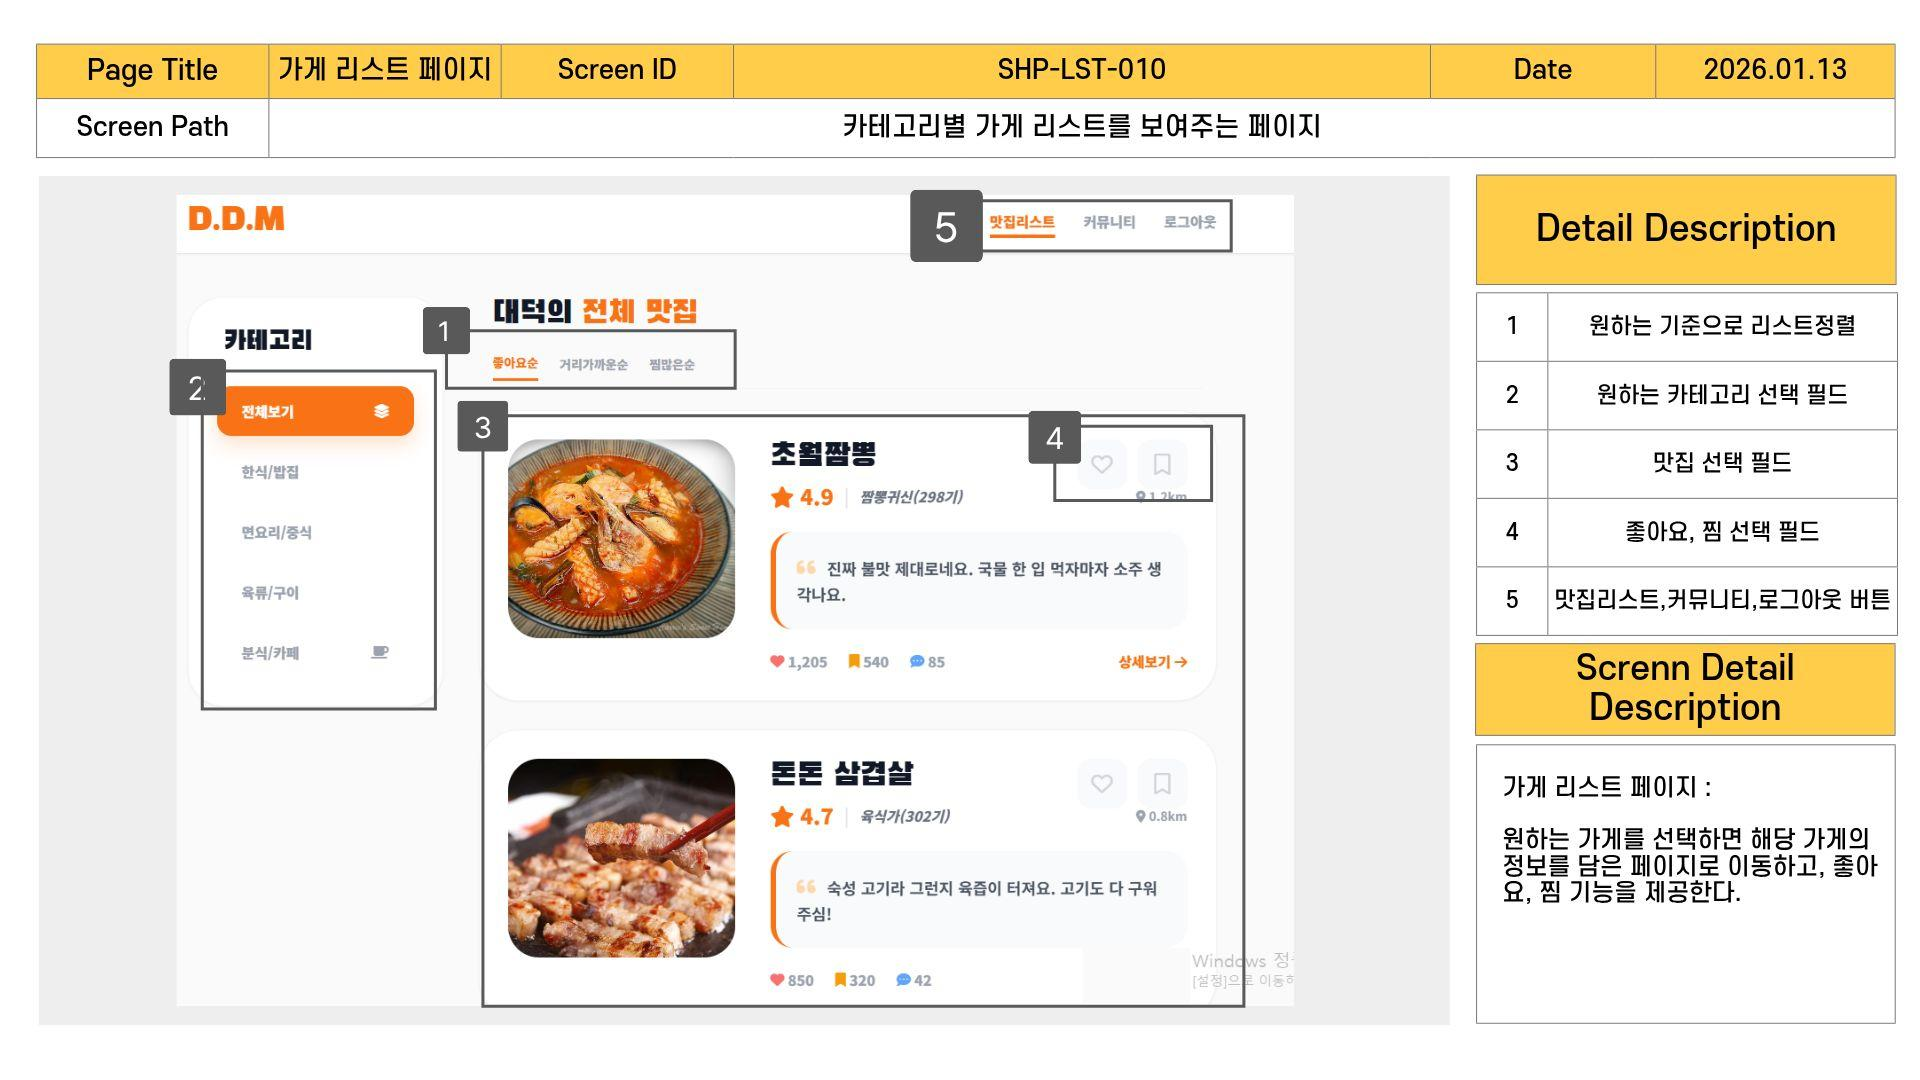 Page Title
가게 리스트 페이지
Screen ID
SHP-LST-010
Date
2026.01.13
Screen Path
카테고리별 가게 리스트를 보여주는 페이지
D.D.M
5
맛집리스트
커뮤니티
로그아웃
대덕의 전체 맛집
1
좋아요순
거리가까운순
찜많은순
카테고리
2
전체보기
한식/밥집
면요리/중식
육류/구이
분식/카페
3
초월짬뽕
4
4.9
짬뽕귀신(298기)
1.2km
진짜 불맛 제대로네요. 국물 한 입 먹자마자 소주 생
각나요.
1,205
540
85
상세보기
돈돈 삼겹살
4.7
육식가(302기)
0.8km
숙성 고기라 그런지 육즙이 터져요. 고기도 다 구워
주심!
850
320
42
Windows
[설정]으로
Detail Description
1
원하는 기준으로 리스트정렬
2
원하는 카테고리 선택 필드
3
맛집 선택 필드
4
좋아요, 찜 선택 필드
5
맛집리스트,커뮤니티,로그아웃 버튼
Screnn Detail
Description
가게 리스트 페이지 :
원하는 가게를 선택하면 해당 가게의
정보를 담은 페이지로 이동하고, 좋아
요, 찜 기능을 제공한다.